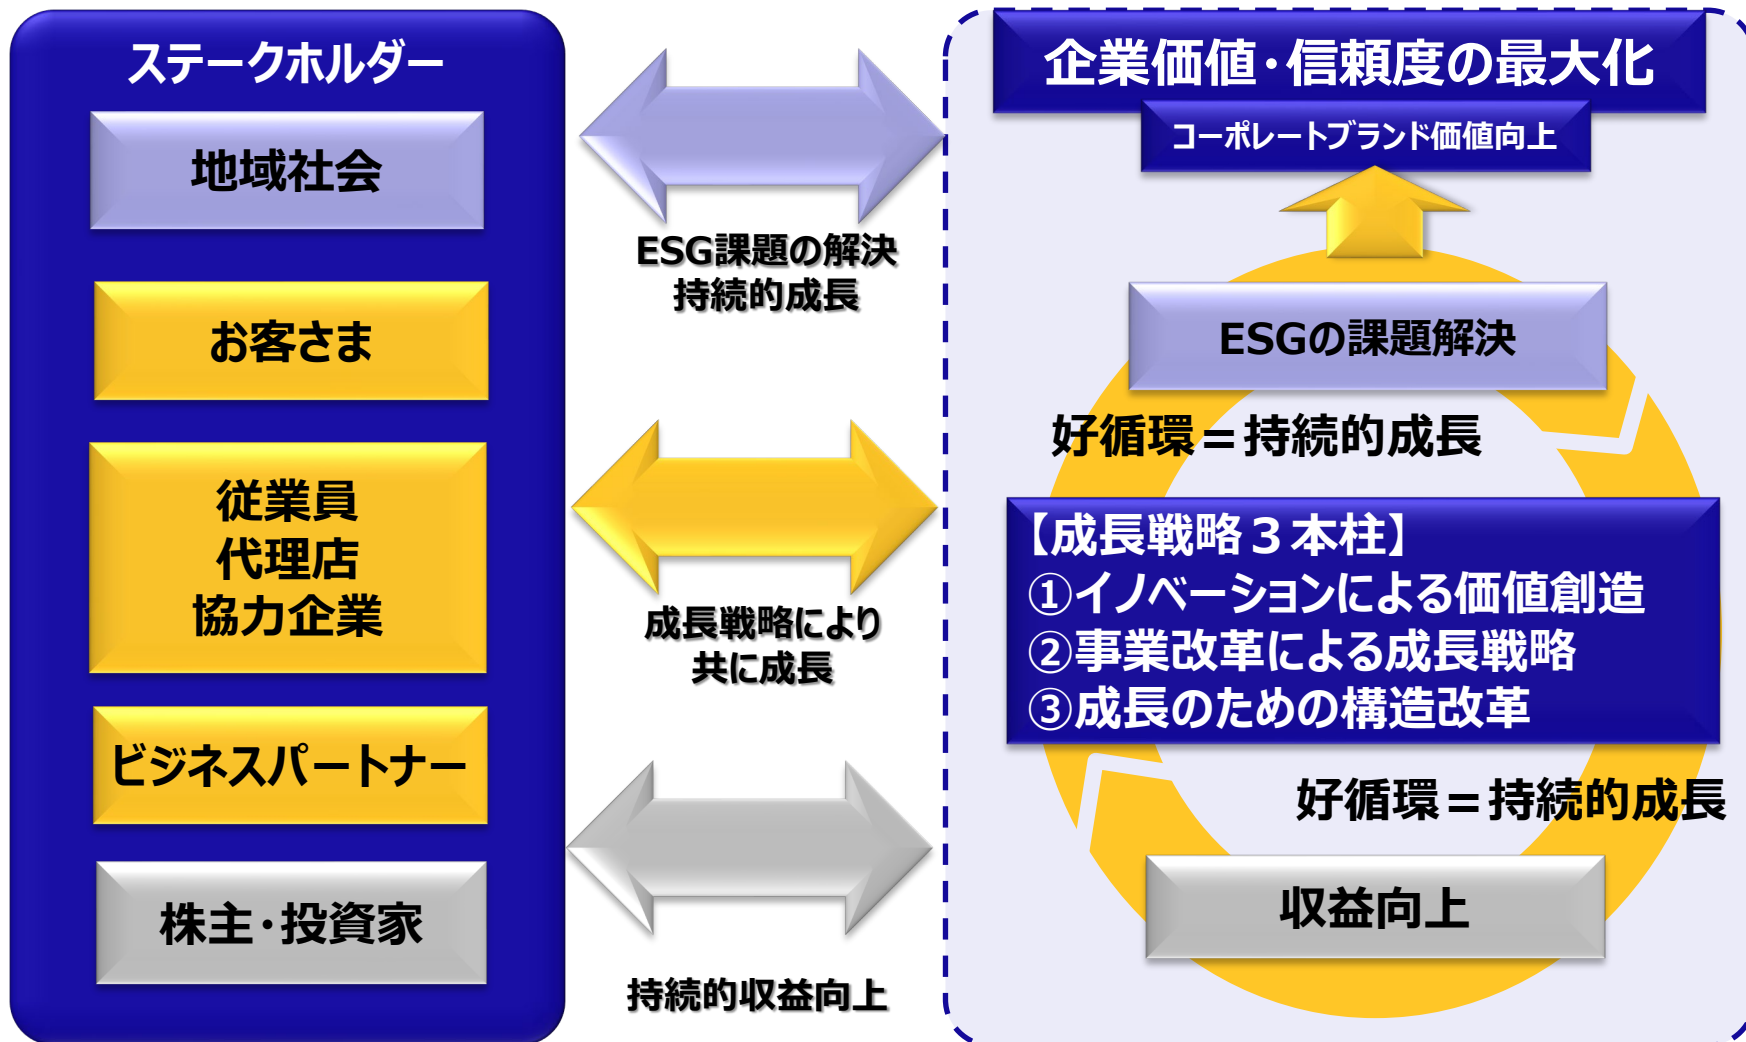 ステークホルダー
地域社会
お客さま
従業員
代理店
協力企業
ビジネスパートナー
株主・投資家
ESG課題の解決
持続的成長
成長戦略により
共に成長
持続的収益向上
企業価値・信頼度の最大化
コーポレートブランド価値向上
ESGの課題解決
好循環=持続的成長
【成長戦略3本柱】
①イノベーションによる価値創造
②事業改革による成長戦略
③成長のための構造改革
好循環=持続的成長
収益向上